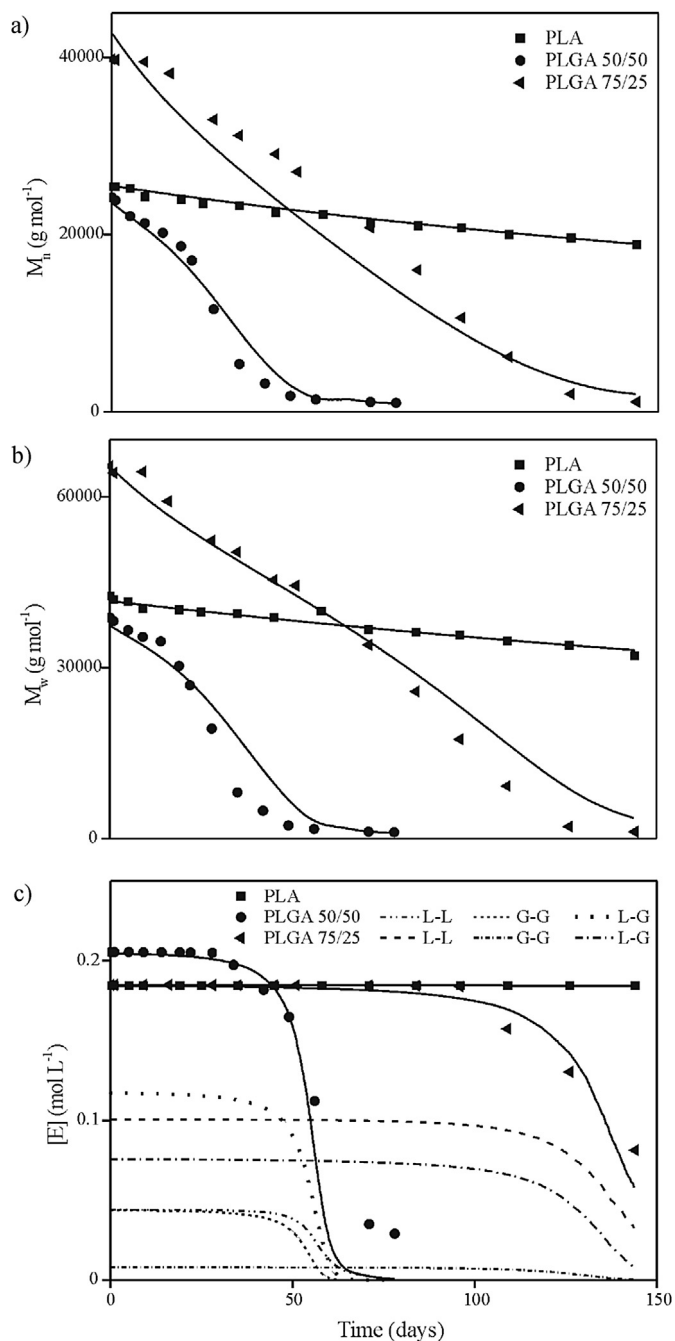 a)
PLA
PLGA 50/50
PLGA 75/25
40000
20000
0
Mₙ (g mol⁻¹)
b)
PLA
PLGA 50/50
PLGA 75/25
60000
30000
0
M_w (g mol⁻¹)
c)
PLA
PLGA 50/50 L-L G-G L-G
PLGA 75/25 L-L G-G L-G
0.2
0.1
0
[E] (mol L⁻¹)
0 50 100 150
Time (days)